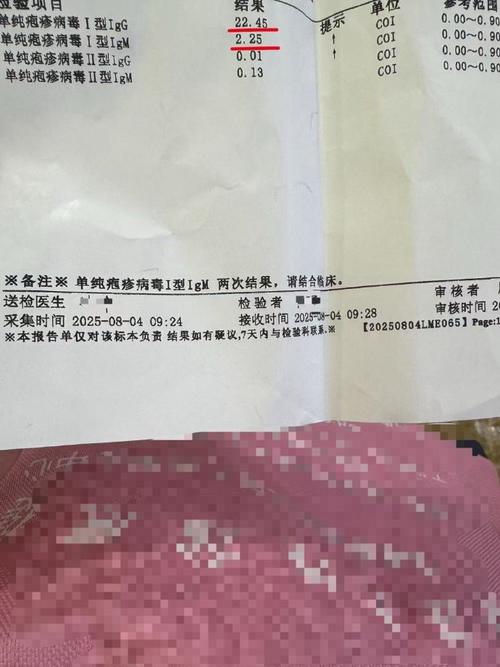 检验项目 结果 提示 单位 参考范围
单纯疱疹病毒Ⅰ型IgG 22.45 ↑ COI 0.00~0.90
单纯疱疹病毒Ⅰ型IgM 2.25 ↑ COI 0.00~0.90
单纯疱疹病毒Ⅱ型IgG 0.01 COI 0.00~0.90
单纯疱疹病毒Ⅱ型IgM 0.13 COI 0.00~0.90
※备注※ 单纯疱疹病毒Ⅰ型IgM 两次结果，请结合临床。
送检医生 检验者 审核者
采集时间 2025-08-04 09:24 接收时间 2025-08-04 09:28 审核时间 20
※本报告单仅对该标本负责 结果如有疑议,7天内与检验科联系.※ 【20250804LME065】Page:1